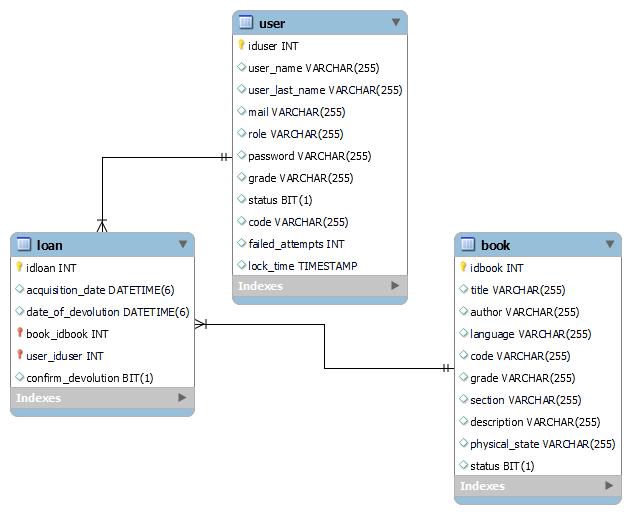 user
iduser INT
user_name VARCHAR(255)
user_last_name VARCHAR(255)
mail VARCHAR(255)
role VARCHAR(255)
password VARCHAR(255)
grade VARCHAR(255)
status BIT(1)
code VARCHAR(255)
failed_attempts INT
lock_time TIMESTAMP
Indexes
loan
idloan INT
acquisition_date DATETIME(6)
date_of_devolution DATETIME(6)
book_idbook INT
user_iduser INT
confirm_devolution BIT(1)
Indexes
book
idbook INT
title VARCHAR(255)
author VARCHAR(255)
language VARCHAR(255)
code VARCHAR(255)
grade VARCHAR(255)
section VARCHAR(255)
description VARCHAR(255)
physical_state VARCHAR(255)
status BIT(1)
Indexes